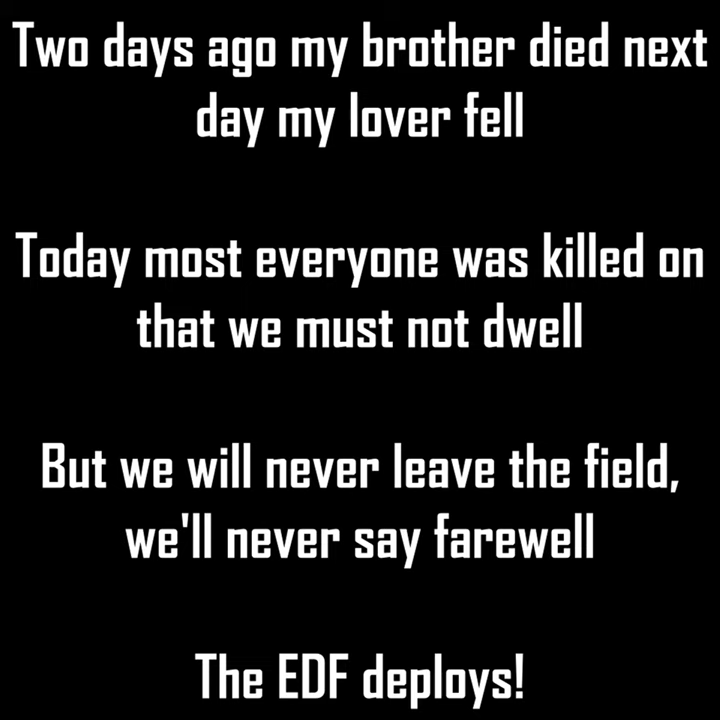 Two days ago my brother died next
day my lover fell
Today most everyone was killed on
that we must not dwell
But we will never leave the field,
we'll never say farewell
The EDF deploys!